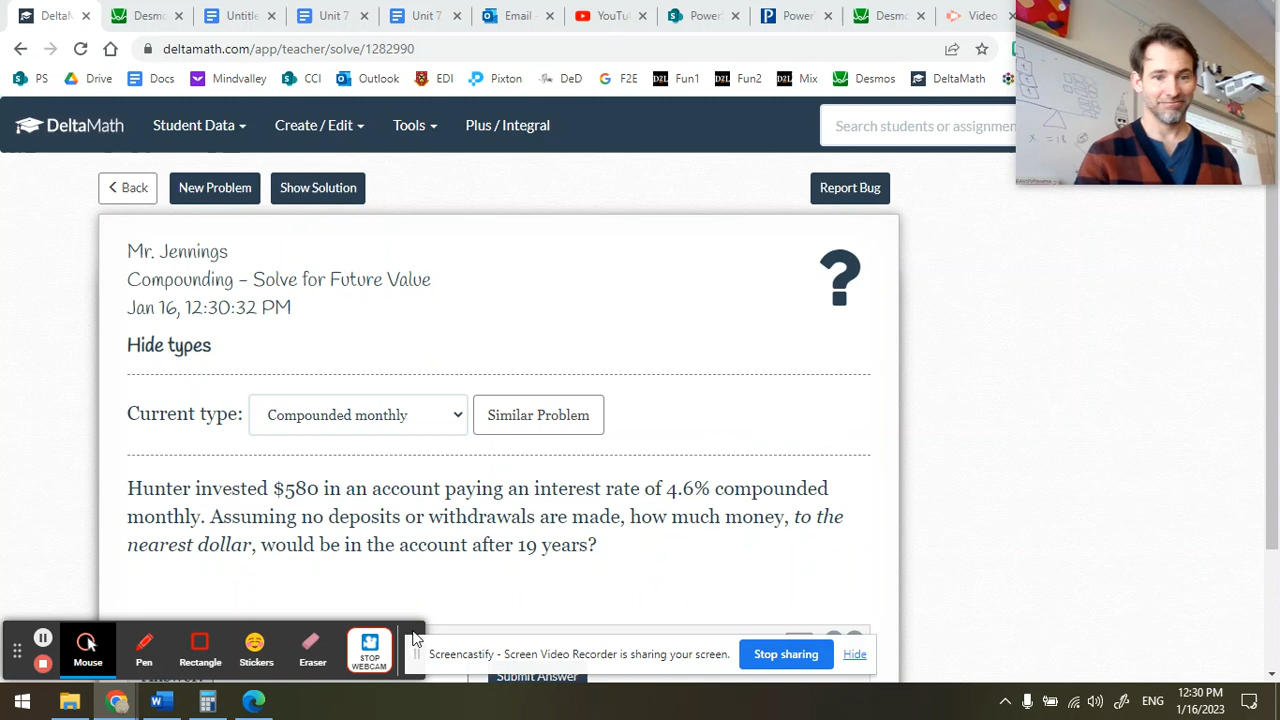 DeltaM
Desmo
Untitle
Unit 7
Unit 7
Email -
YouTu
Power
Power
Desmo
Video
deltamath.com/app/teacher/solve/1282990
PS
Drive
Docs
Mindvalley
CCI
Outlook
EDI
Pixton
DeD
F2E
D2L Fun1
D2L Fun2
D2L Mix
Desmos
DeltaMath
DeltaMath
Student Data
Create / Edit
Tools
Plus / Integral
Search students or assignmen
Back
New Problem
Show Solution
Report Bug
Mr. Jennings
Compounding - Solve for Future Value
Jan 16, 12:30:32 PM
?
Hide types
Current type:
Compounded monthly
Similar Problem
Hunter invested $580 in an account paying an interest rate of 4.6% compounded
monthly. Assuming no deposits or withdrawals are made, how much money, to the
nearest dollar, would be in the account after 19 years?
Mouse
Pen
Rectangle
Stickers
Eraser
STOP
WEBCAM
Screencastify - Screen Video Recorder is sharing your screen.
Stop sharing
Hide
Submit Answer
ENG
12:30 PM
1/16/2023